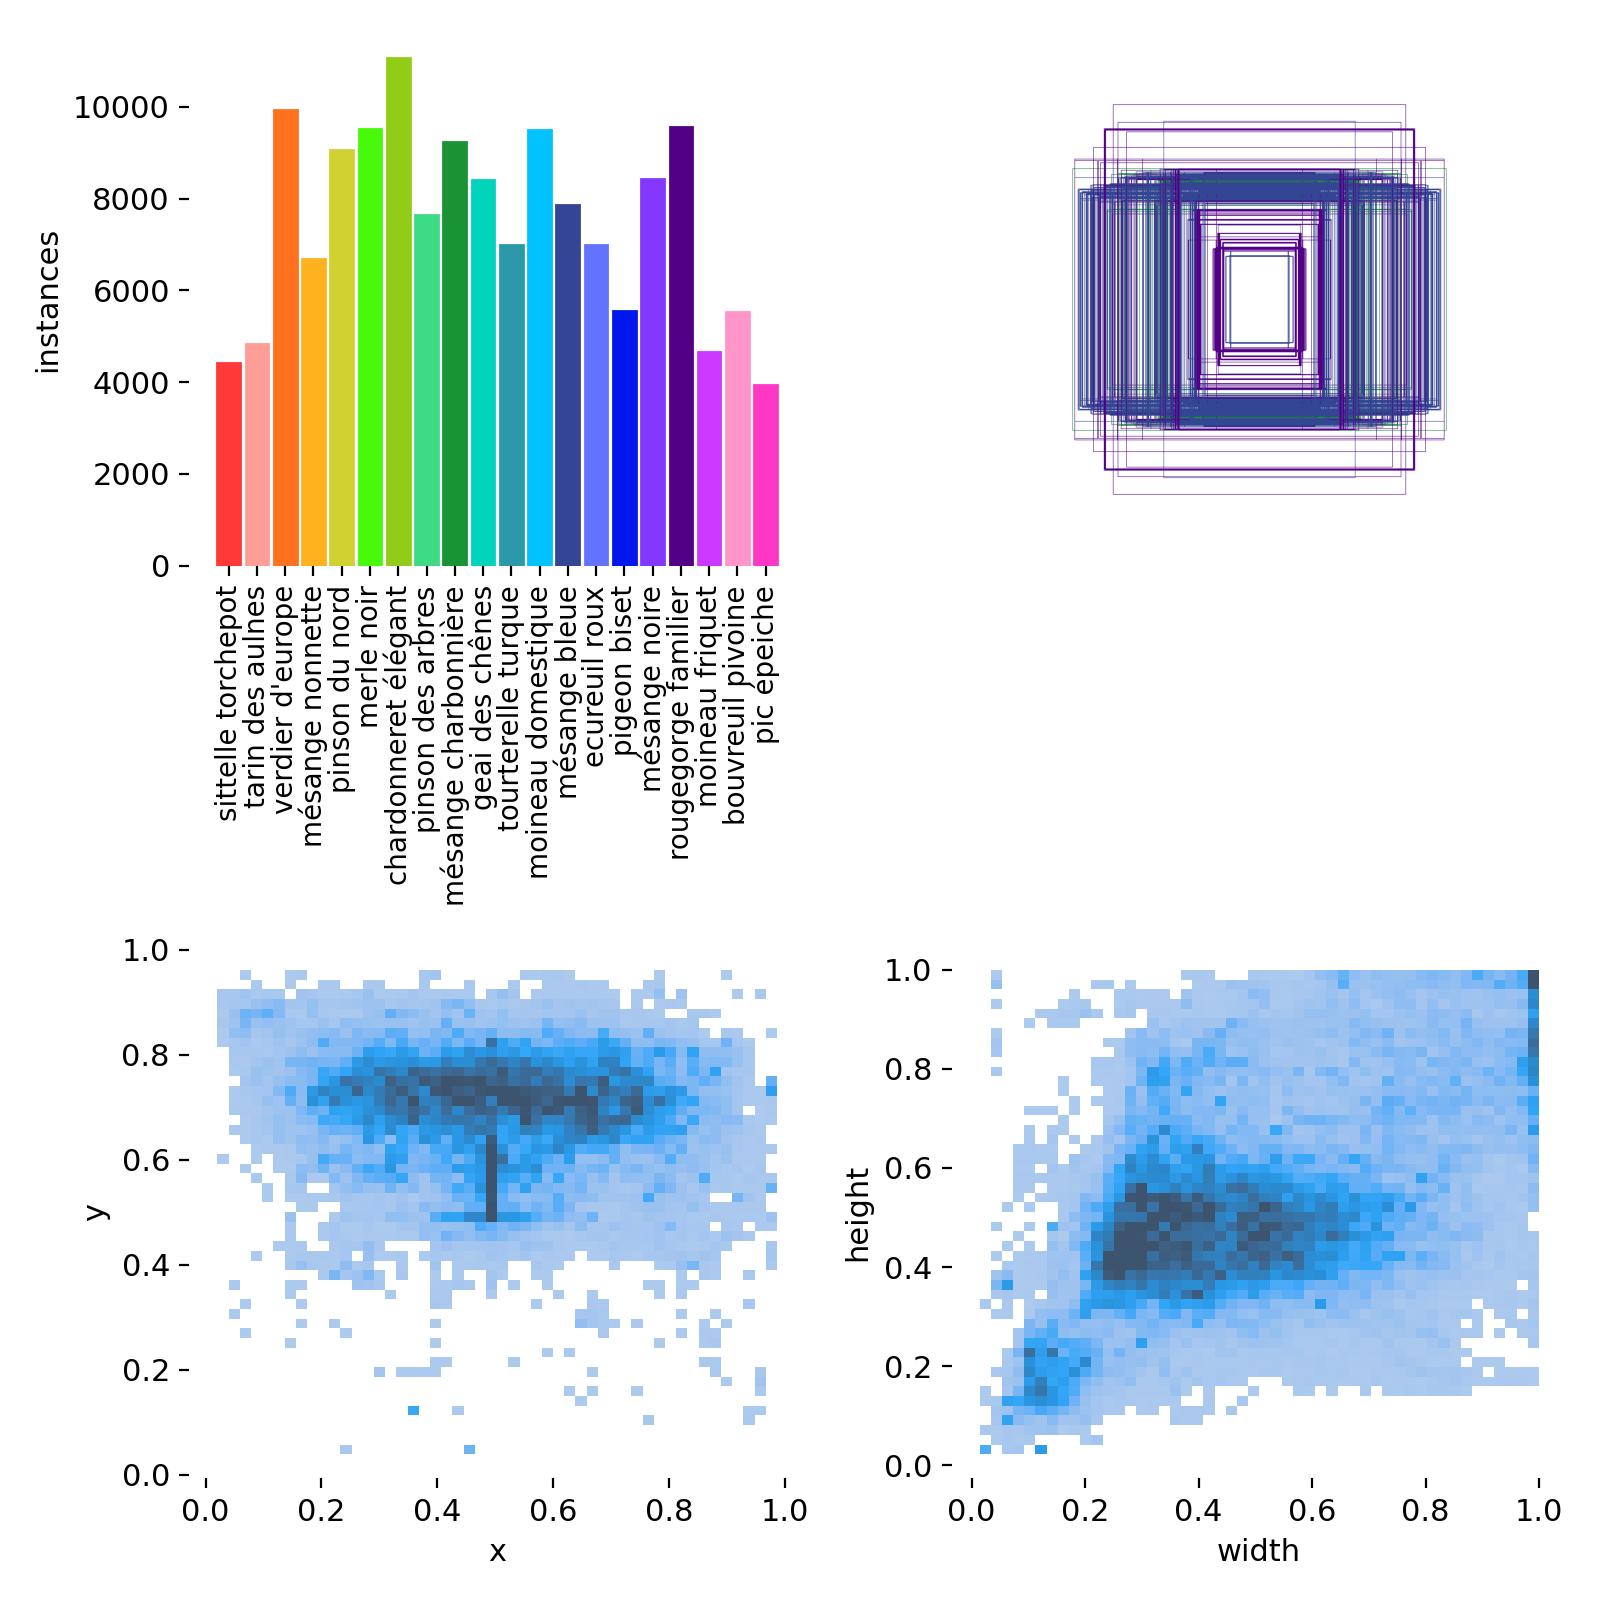 instances
10000
8000
6000
4000
2000
0
sittelle torchepot
tarin des aulnes
verdier d'europe
mésange nonnette
pinson du nord
merle noir
chardonneret élégant
pinson des arbres
mésange charbonnière
geai des chênes
tourterelle turque
moineau domestique
mésange bleue
ecureuil roux
pigeon biset
mésange noire
rougegorge familier
moineau friquet
bouvreuil pivoine
pic épeiche
y
1.0
0.8
0.6
0.4
0.2
0.0
0.0 0.2 0.4 0.6 0.8 1.0
x
height
1.0
0.8
0.6
0.4
0.2
0.0
0.0 0.2 0.4 0.6 0.8 1.0
width